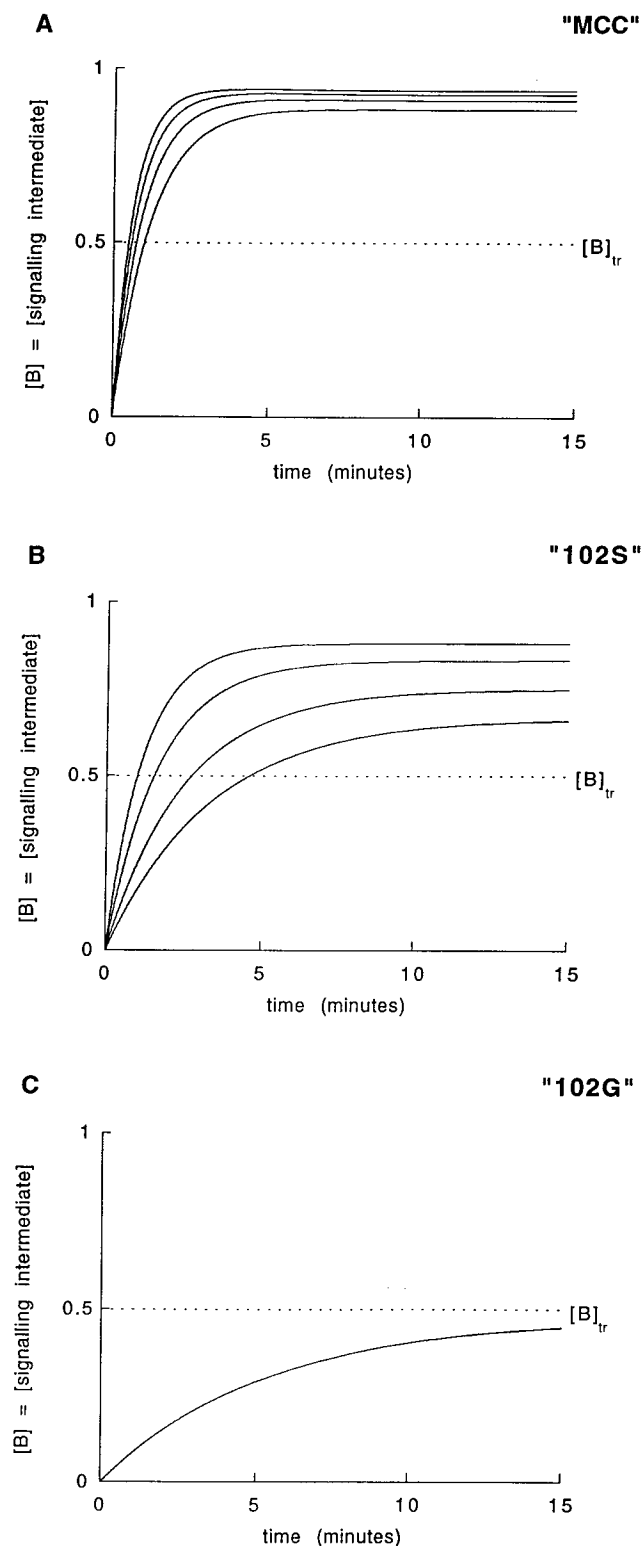 A "MCC"
1
0.5
0
[B] = [signalling intermediate]
[B]tr
0 5 10 15
time (minutes)
B "102S"
1
0.5
0
[B] = [signalling intermediate]
[B]tr
0 5 10 15
time (minutes)
C "102G"
1
0.5
0
[B] = [signalling intermediate]
[B]tr
0 5 10 15
time (minutes)